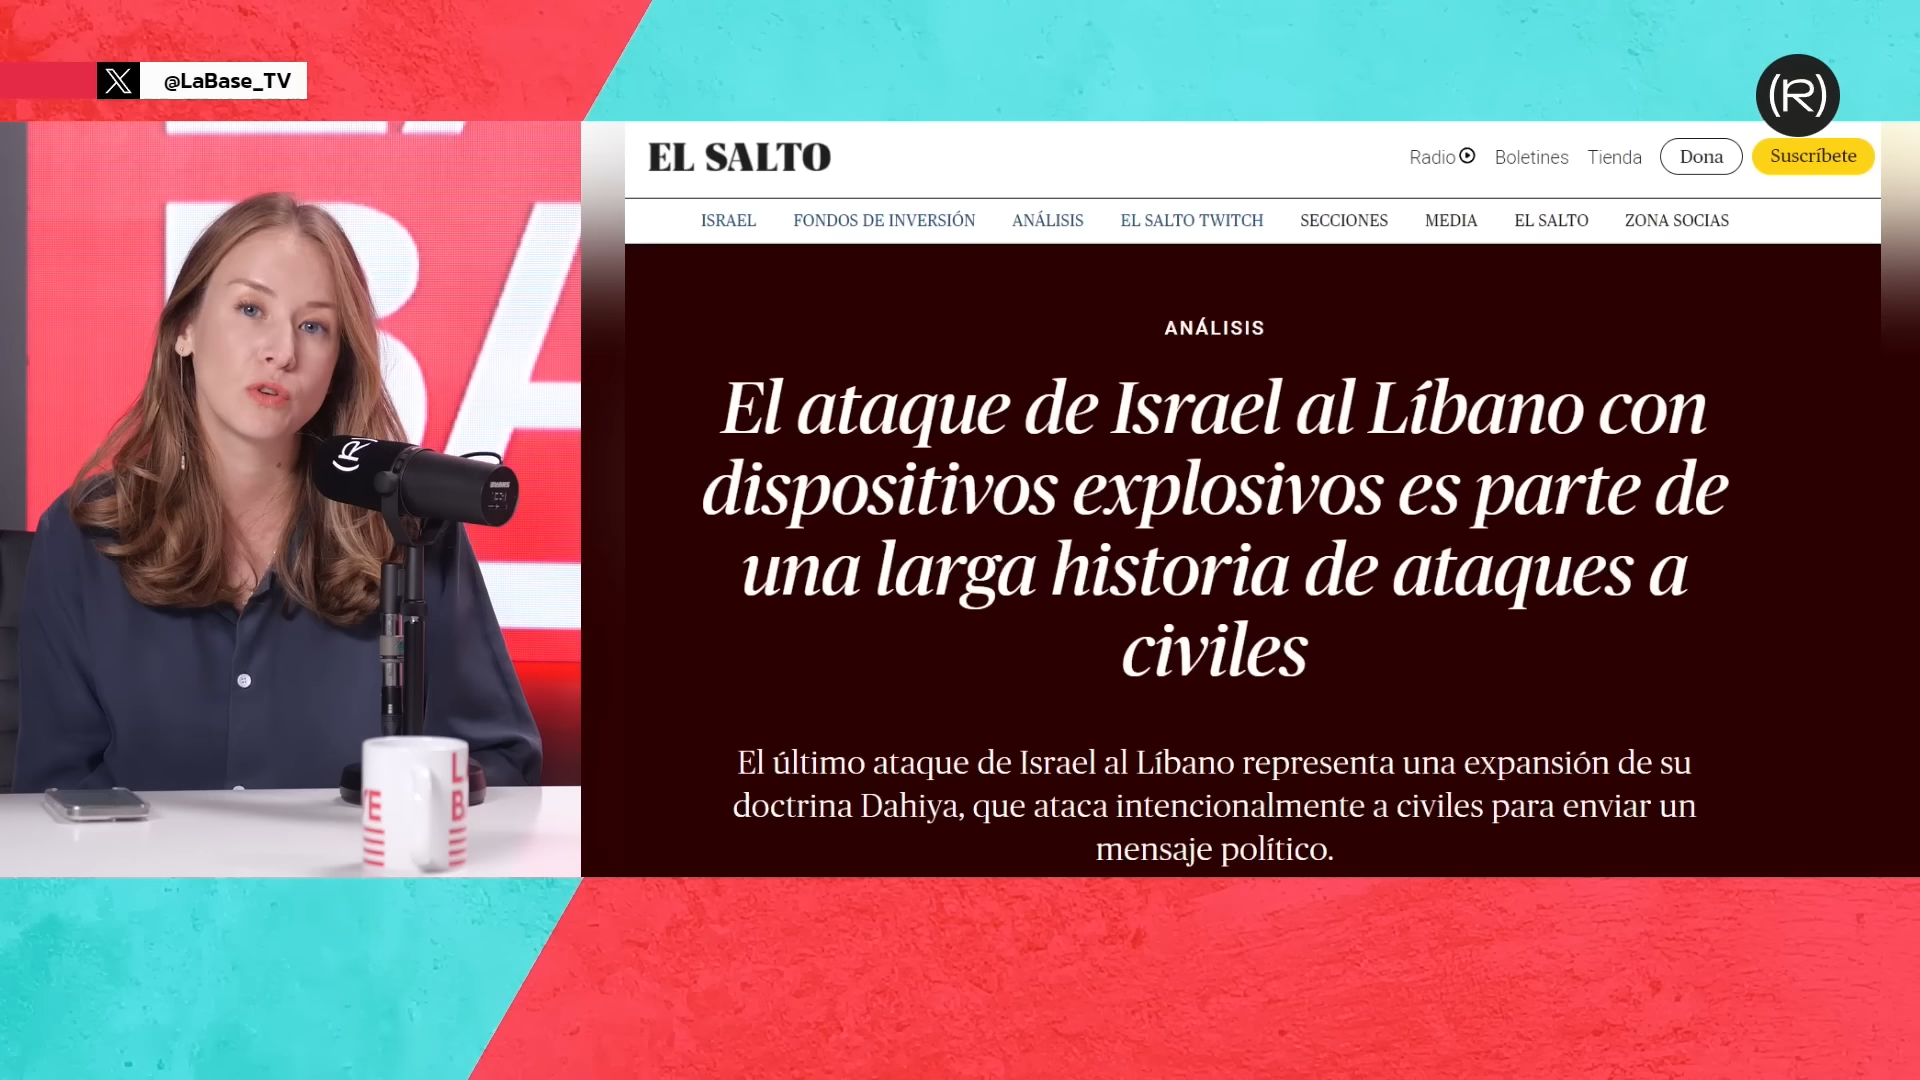 @LaBase_TV
(R)
EL SALTO
Radio
Boletines
Tienda
Dona
Suscríbete
ISRAEL
FONDOS DE INVERSIÓN
ANÁLISIS
EL SALTO TWITCH
SECCIONES
MEDIA
EL SALTO
ZONA SOCIAS
ANÁLISIS
El ataque de Israel al Líbano con
dispositivos explosivos es parte de
una larga historia de ataques a
civiles
El último ataque de Israel al Líbano representa una expansión de su
doctrina Dahiya, que ataca intencionalmente a civiles para enviar un
mensaje político.
BA
(R)
L
B